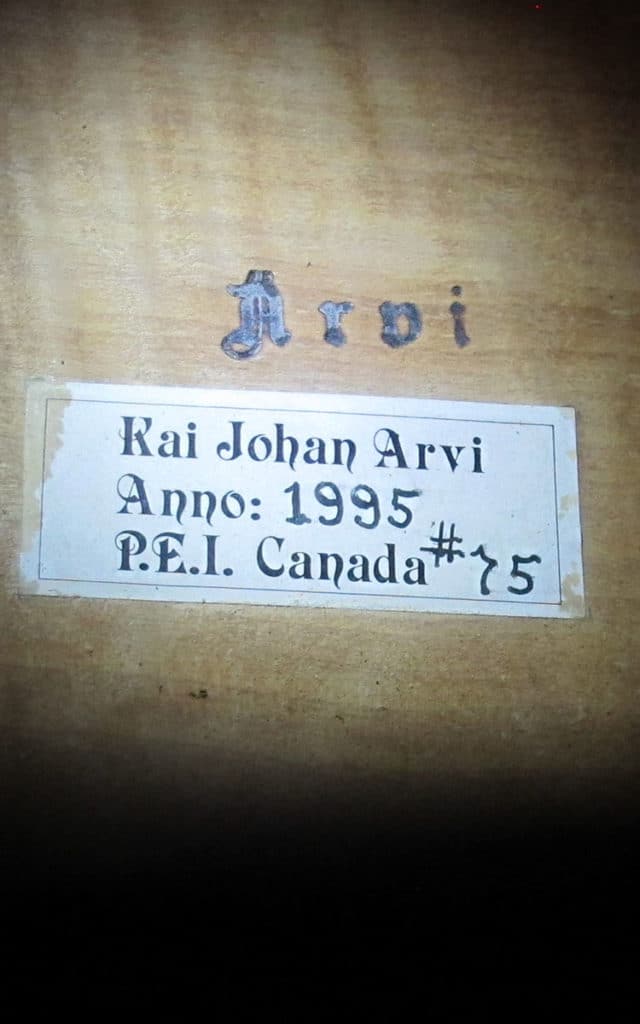 Arvi
Kai Johan Arvi
Anno: 1995
P.E.I. Canada #75